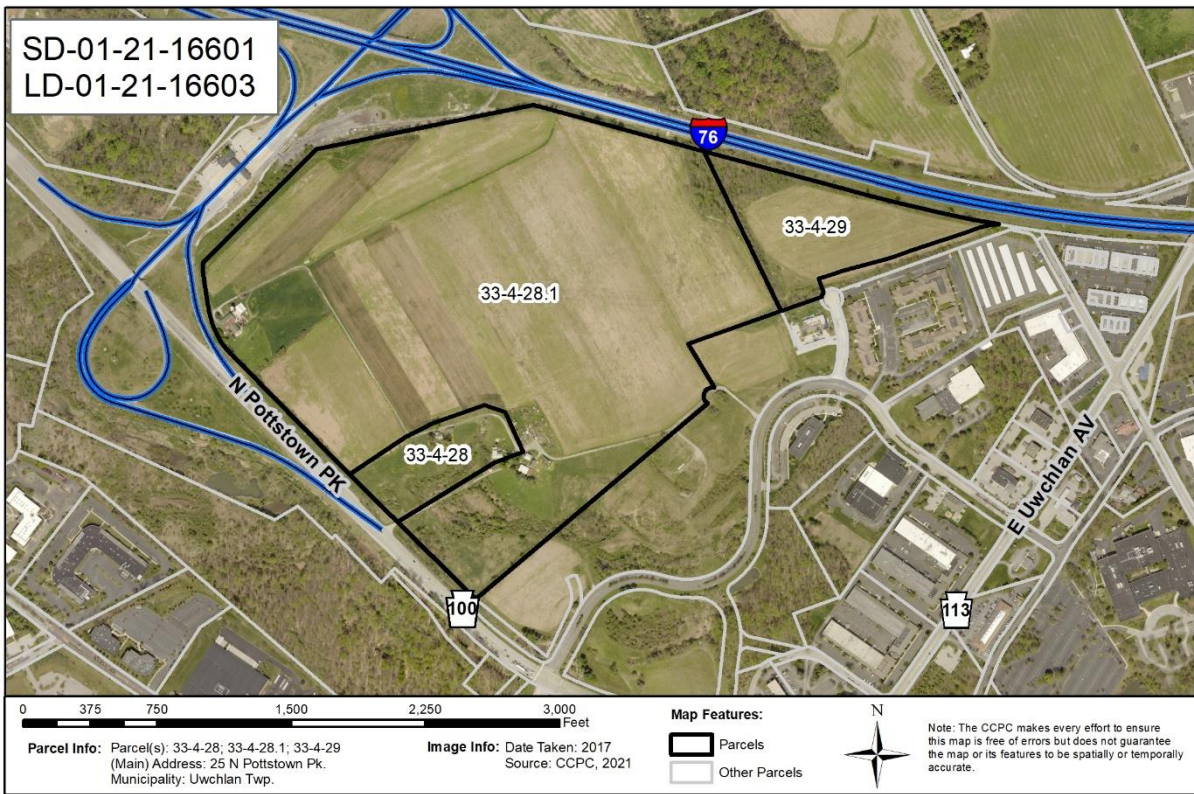 SD-01-21-16601
LD-01-21-16603
76
33-4-29
33-4-28.1
N Pottstown PK
33-4-28
E Uwchlan AV
100
113
0 375 750 1,500 2,250 3,000
Feet
Parcel Info: Parcel(s): 33-4-28; 33-4-28.1; 33-4-29
(Main) Address: 25 N Pottstown Pk.
Municipality: Uwchlan Twp.
Image Info: Date Taken: 2017
Source: CCPC, 2021
Map Features:
Parcels
Other Parcels
N
Note: The CCPC makes every effort to ensure
this map is free of errors but does not guarantee
the map or its features to be spatially or temporally
accurate.